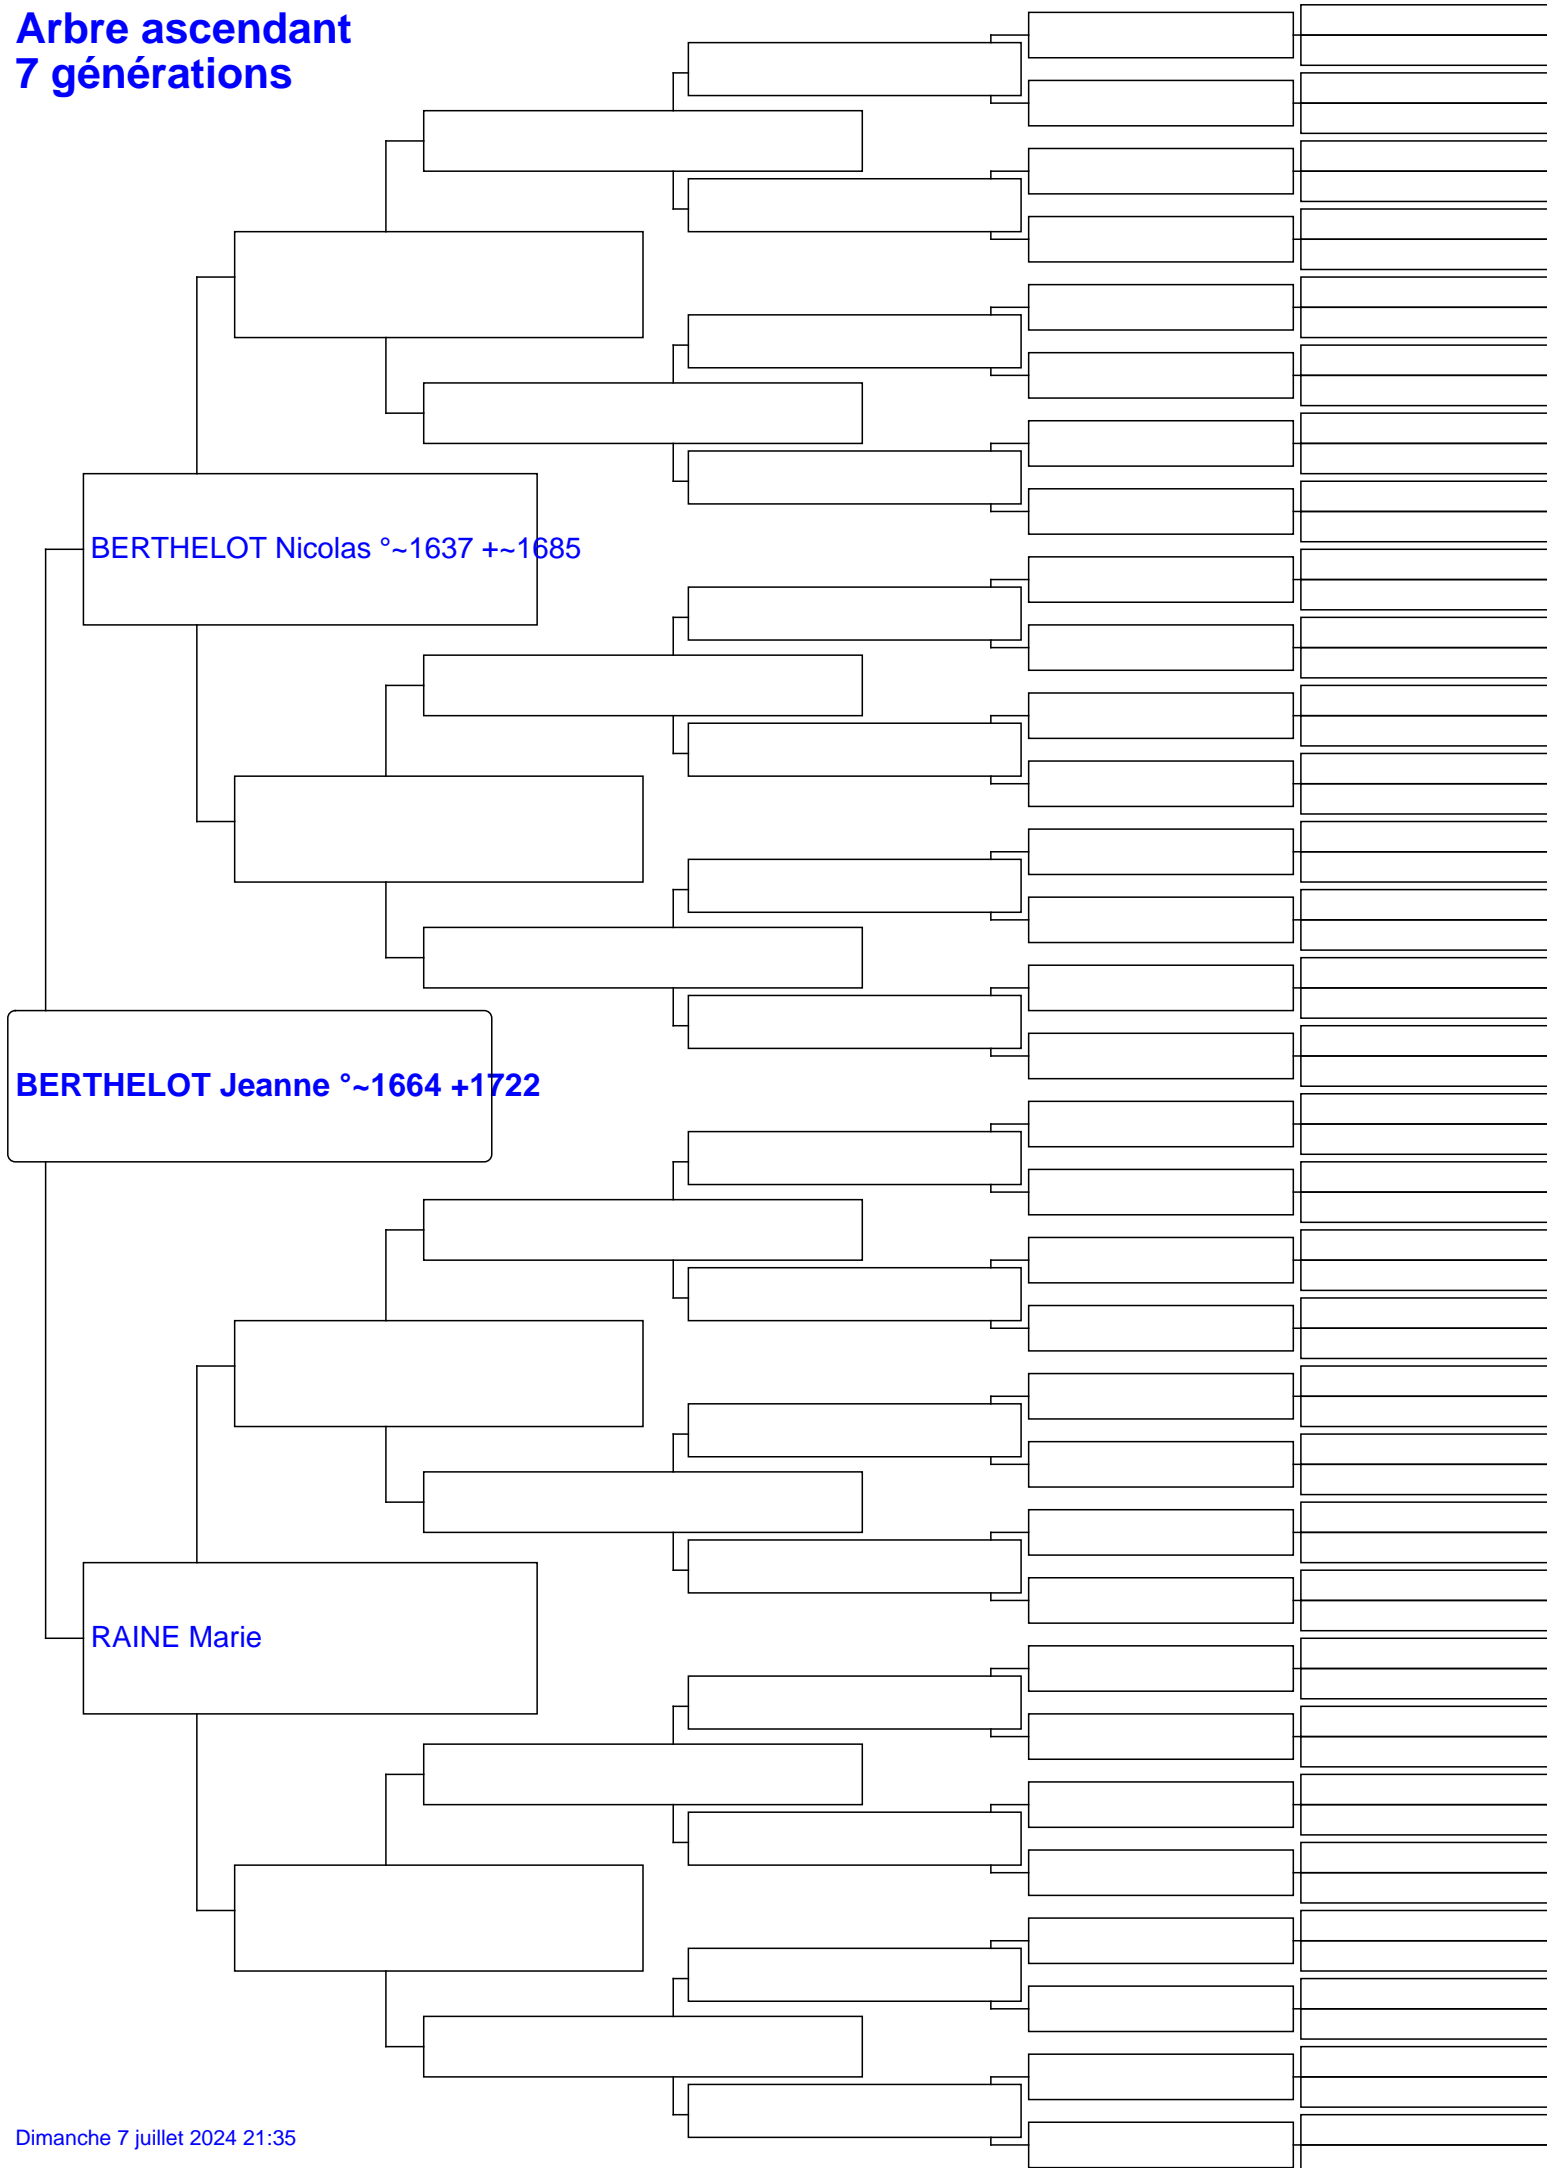 Arbre ascendant
7 générations
BERTHELOT Nicolas °~1637 +~1685
BERTHELOT Jeanne °~1664 +1722
RAINE Marie
Dimanche 7 juillet 2024 21:35